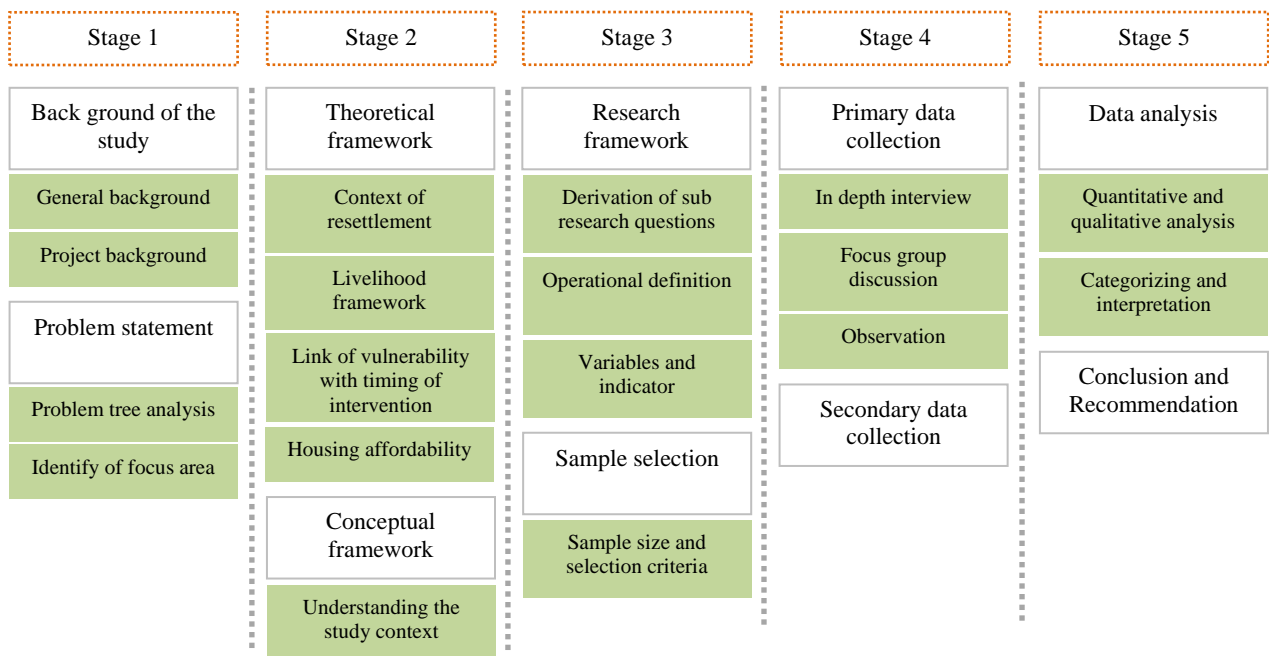 Stage 1
Back ground of the
study
General background
Project background
Problem statement
Problem tree analysis
Identify of focus area
Stage 2
Theoretical
framework
Context of
resettlement
Livelihood
framework
Link of vulnerability
with timing of
intervention
Housing affordability
Conceptual
framework
Understanding the
study context
Stage 3
Research
framework
Derivation of sub
research questions
Operational definition
Variables and
indicator
Sample selection
Sample size and
selection criteria
Stage 4
Primary data
collection
In depth interview
Focus group
discussion
Observation
Secondary data
collection
Stage 5
Data analysis
Quantitative and
qualitative analysis
Categorizing and
interpretation
Conclusion and
Recommendation